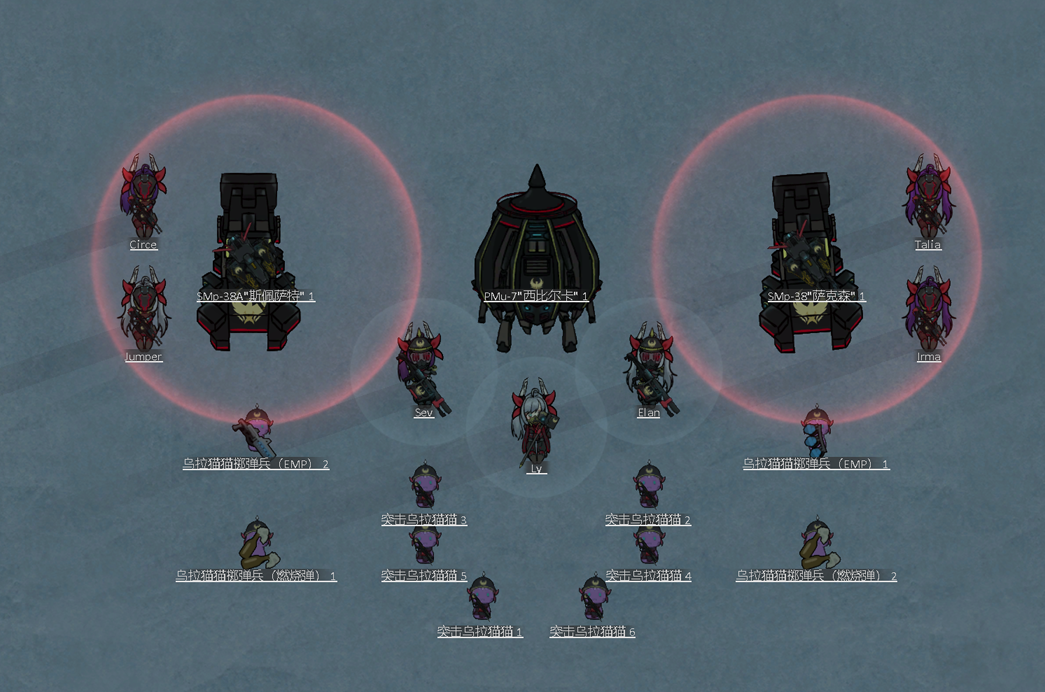 Circe
Talia
SMp-38A"斯佩萨特" 1
PMu-7"西比尔卡" 1
SMp-38"萨克森" 1
Jumper
Irma
Sev
Elan
Ly
乌拉猫猫掷弹兵（EMP） 2
乌拉猫猫掷弹兵（EMP） 1
突击乌拉猫猫 3
突击乌拉猫猫 2
乌拉猫猫掷弹兵（燃烧弹） 1
突击乌拉猫猫 5
突击乌拉猫猫 4
乌拉猫猫掷弹兵（燃烧弹） 2
突击乌拉猫猫 1
突击乌拉猫猫 6